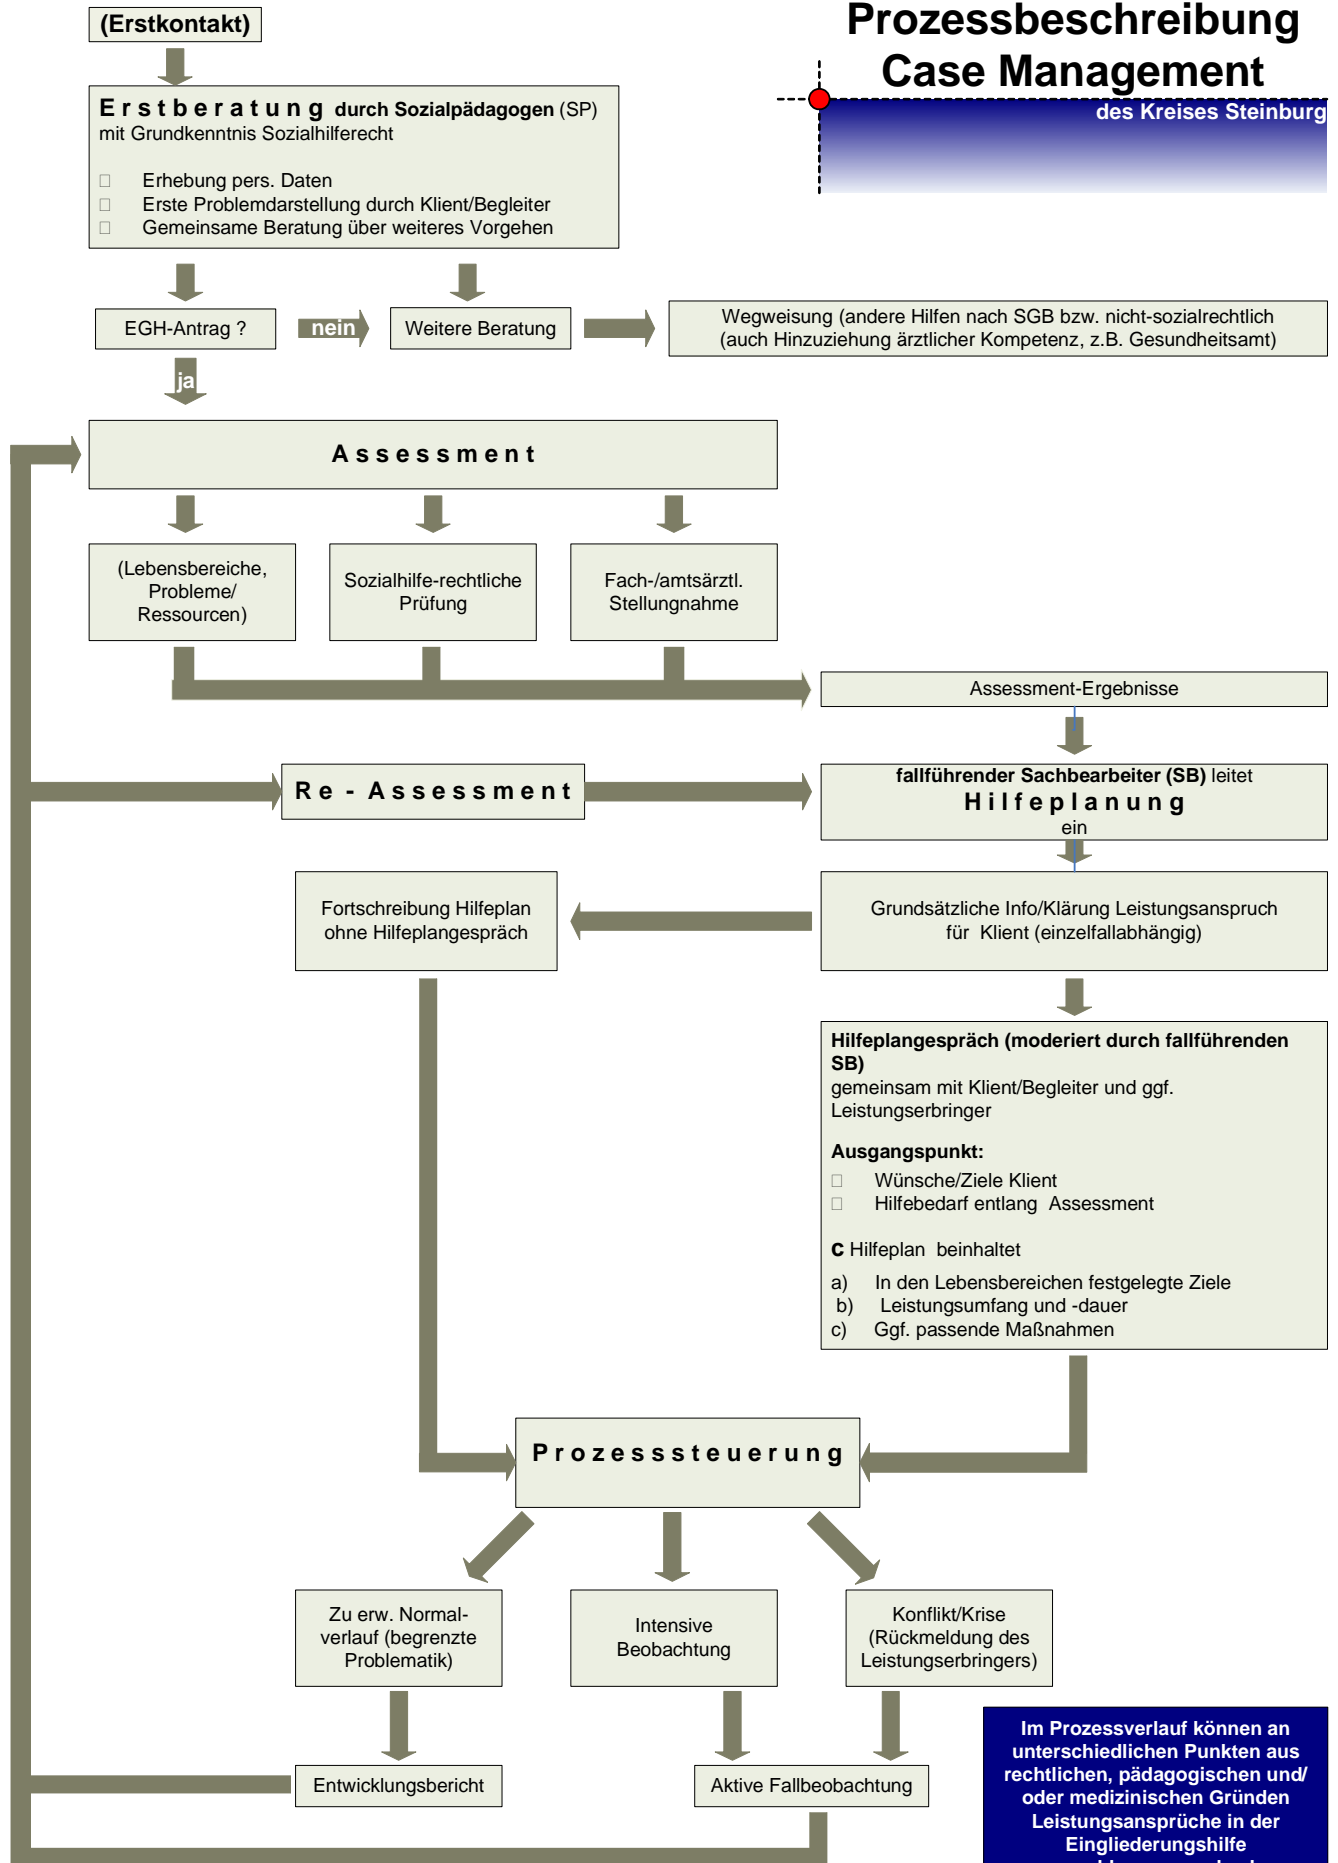 (Erstkontakt)
Prozessbeschreibung
Case Management
des Kreises Steinburg
Erstberatung durch Sozialpädagogen (SP)
mit Grundkenntnis Sozialhilferecht
Erhebung pers. Daten
Erste Problemdarstellung durch Klient/Begleiter
Gemeinsame Beratung über weiteres Vorgehen
EGH-Antrag ?
nein
Weitere Beratung
Wegweisung (andere Hilfen nach SGB bzw. nicht-sozialrechtlich
(auch Hinzuziehung ärztlicher Kompetenz, z.B. Gesundheitsamt)
ja
Assessment
(Lebensbereiche,
Probleme/
Ressourcen)
Sozialhilfe-rechtliche
Prüfung
Fach-/amtsärztl.
Stellungnahme
Assessment-Ergebnisse
Re - Assessment
fallführender Sachbearbeiter (SB) leitet
Hilfeplanung
ein
Fortschreibung Hilfeplan
ohne Hilfeplangespräch
Grundsätzliche Info/Klärung Leistungsanspruch
für Klient (einzelfallabhängig)
Hilfeplangespräch (moderiert durch fallführenden
SB)
gemeinsam mit Klient/Begleiter und ggf.
Leistungserbringer
Ausgangspunkt:
Wünsche/Ziele Klient
Hilfebedarf entlang Assessment
c Hilfeplan beinhaltet
a) In den Lebensbereichen festgelegte Ziele
b) Leistungsumfang und -dauer
c) Ggf. passende Maßnahmen
Prozesssteuerung
Zu erw. Normal-
verlauf (begrenzte
Problematik)
Intensive
Beobachtung
Konflikt/Krise
(Rückmeldung des
Leistungserbringers)
Entwicklungsbericht
Aktive Fallbeobachtung
Im Prozessverlauf können an
unterschiedlichen Punkten aus
rechtlichen, pädagogischen und/
oder medizinischen Gründen
Leistungsansprüche in der
Eingliederungshilfe